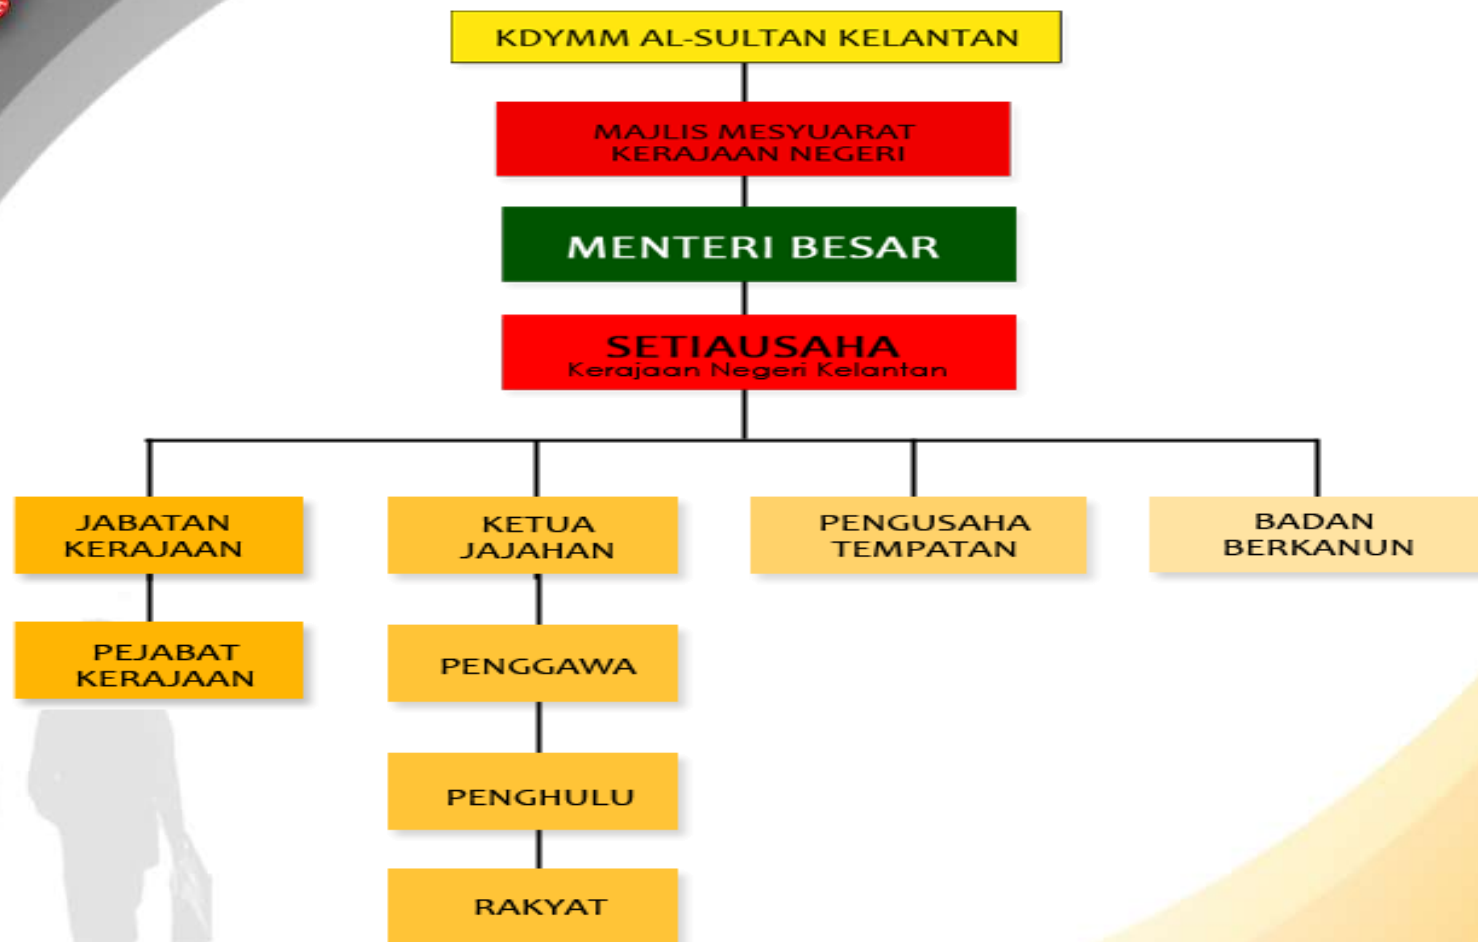 KDYMM AL-SULTAN KELANTAN
MAJLIS MESYUARAT
KERAJAAN NEGERI
MENTERI BESAR
SETIAUSAHA
Kerajaan Negeri Kelantan
JABATAN
KERAJAAN
KETUA
JAJAHAN
PENGUSAHA
TEMPATAN
BADAN
BERKANUN
PEJABAT
KERAJAAN
PENGGAWA
PENGHULU
RAKYAT